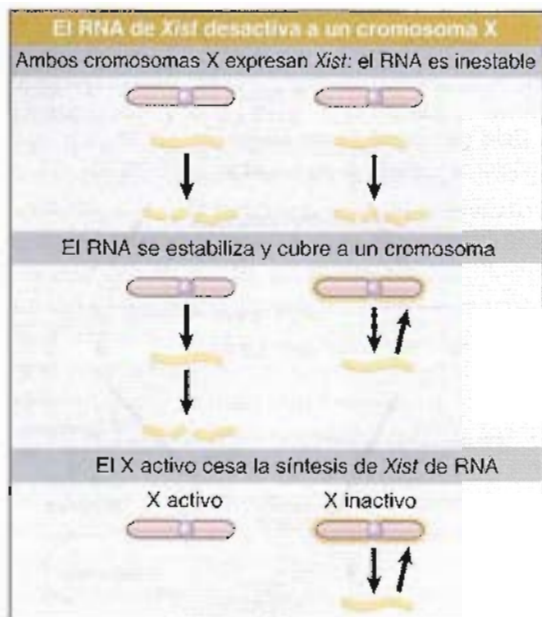 El RNA de Xist desactiva a un cromosoma X
Ambos cromosomas X expresan Xist: el RNA es inestable
El RNA se estabiliza y cubre a un cromosoma
El X activo cesa la síntesis de Xist de RNA
X activo X inactivo